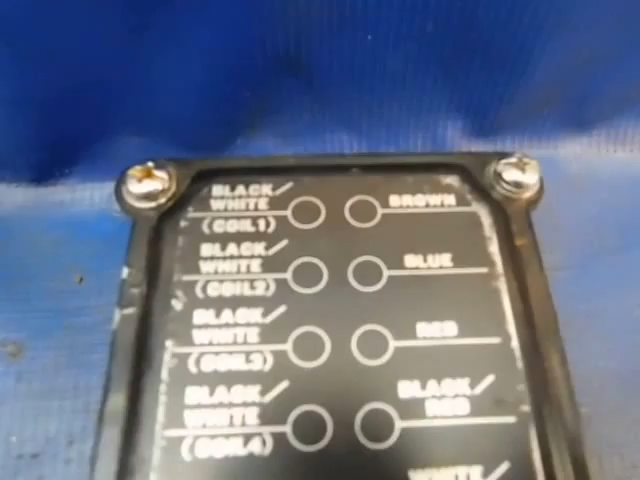 BLACK/
WHITE
(COIL1)
BROWN
BLACK/
WHITE
(COIL2)
BLUE
BLACK/
WHITE
(COIL3)
RED
BLACK/
WHITE
(COIL4)
BLACK/
RED
WHITE/